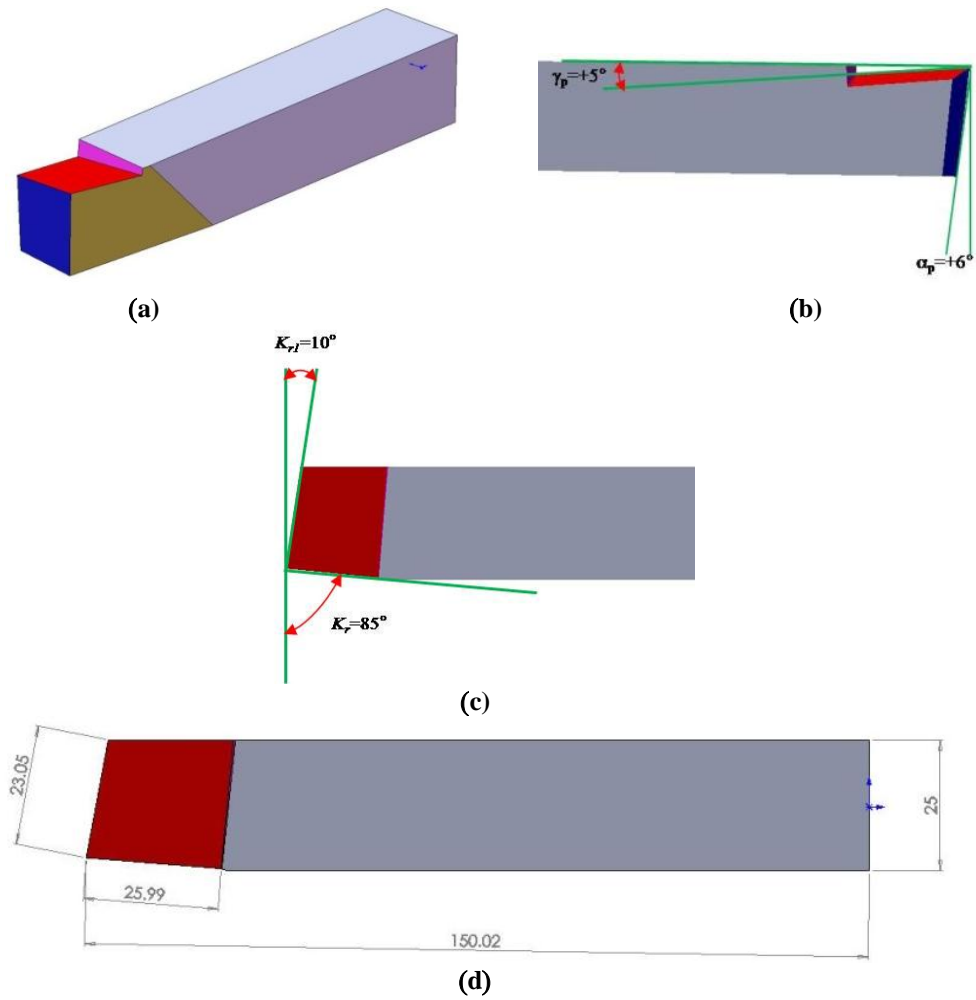 γp=+5°
αp=+6°
(a)
(b)
Kr1=10°
Kr=85°
(c)
23.05
25
25.99
150.02
(d)